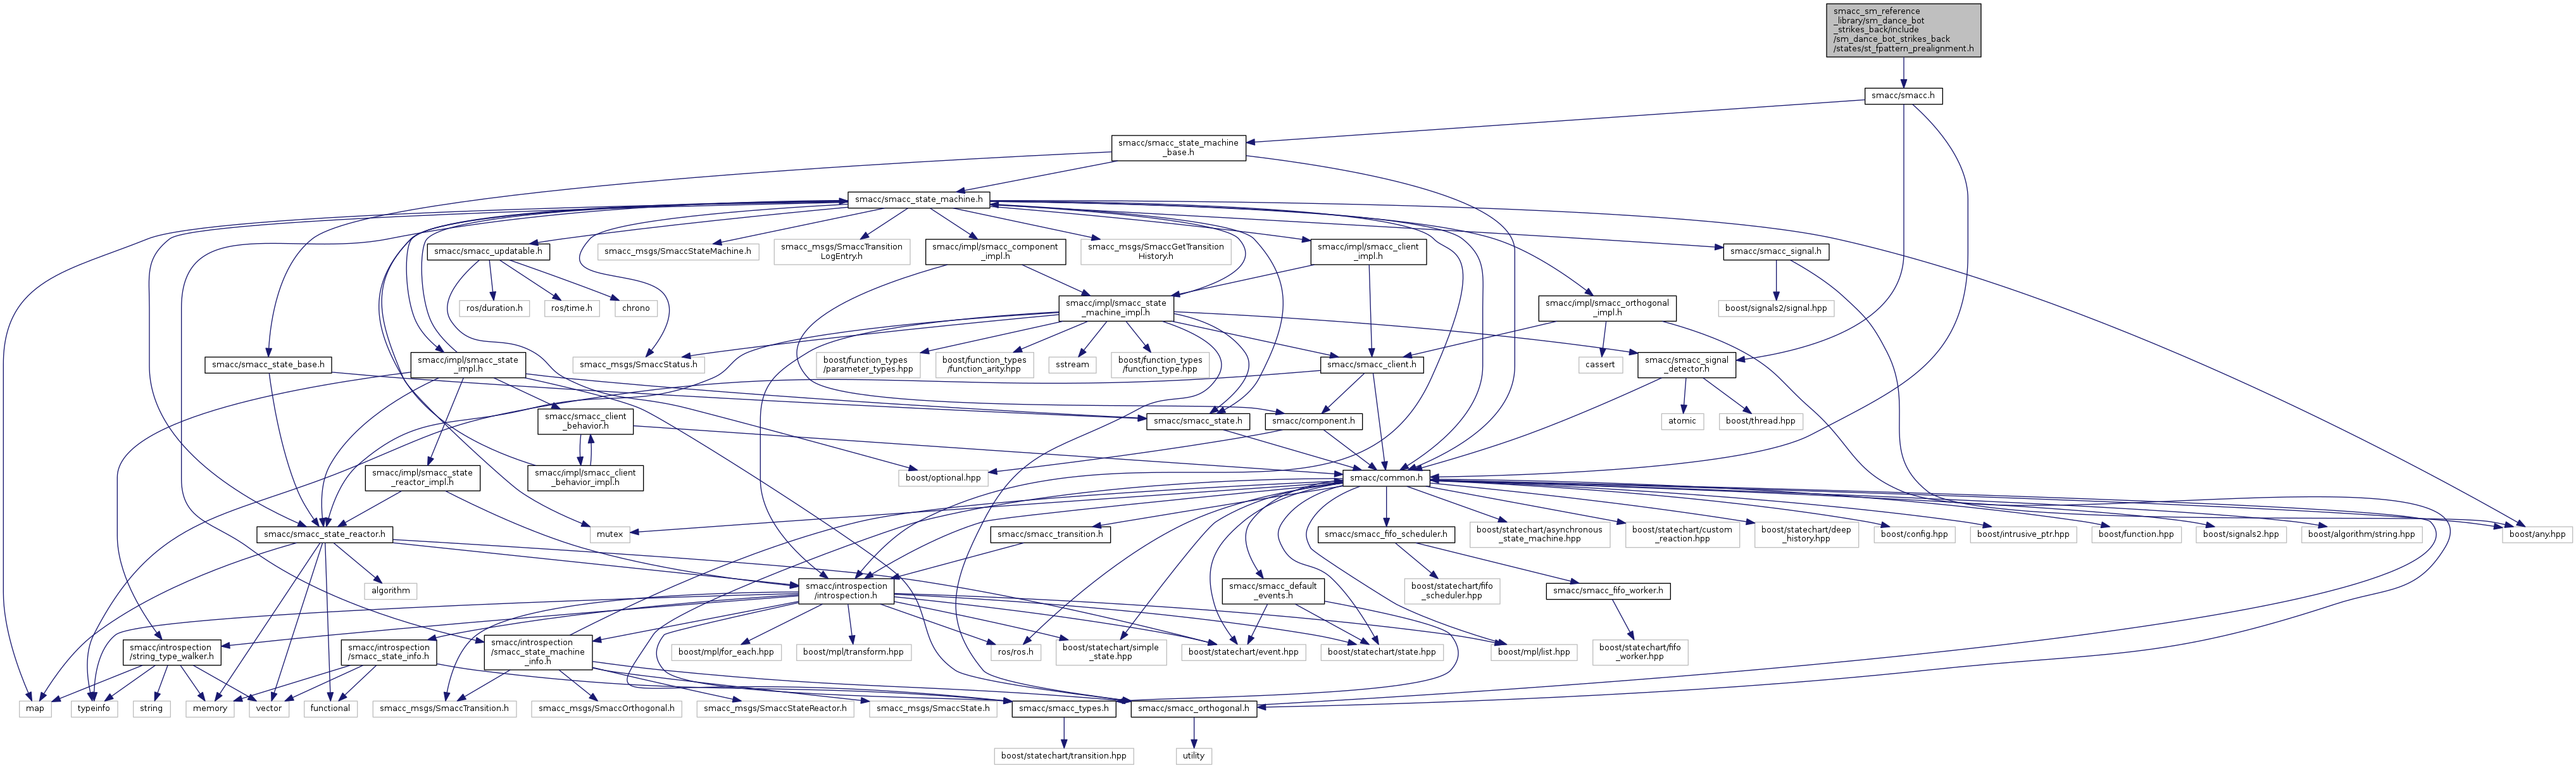 smacc_sm_reference
_library/sm_dance_bot
_strikes_back/include
/sm_dance_bot_strikes_back
/states/st_fpattern_prealignment.h
smacc/smacc.h
smacc/smacc_state_machine
_base.h
smacc/smacc_state_machine.h
smacc/smacc_updatable.h
smacc_msgs/SmaccStateMachine.h
smacc_msgs/SmaccTransition
LogEntry.h
smacc/impl/smacc_component
_impl.h
smacc_msgs/SmaccGetTransition
History.h
smacc/impl/smacc_client
_impl.h
smacc/smacc_signal.h
ros/duration.h
ros/time.h
chrono
smacc/impl/smacc_state
_machine_impl.h
smacc/impl/smacc_orthogonal
_impl.h
boost/signals2/signal.hpp
smacc/smacc_state_base.h
smacc/impl/smacc_state
_impl.h
smacc_msgs/SmaccStatus.h
boost/function_types
/parameter_types.hpp
boost/function_types
/function_arity.hpp
sstream
boost/function_types
/function_type.hpp
smacc/smacc_client.h
cassert
smacc/smacc_signal
_detector.h
smacc/smacc_client
_behavior.h
smacc/smacc_state.h
smacc/component.h
atomic
boost/thread.hpp
smacc/impl/smacc_state
_reactor_impl.h
smacc/impl/smacc_client
_behavior_impl.h
boost/optional.hpp
smacc/common.h
smacc/smacc_state_reactor.h
mutex
smacc/smacc_transition.h
smacc/smacc_fifo_scheduler.h
boost/statechart/asynchronous
_state_machine.hpp
boost/statechart/custom
_reaction.hpp
boost/statechart/deep
_history.hpp
boost/config.hpp
boost/intrusive_ptr.hpp
boost/function.hpp
boost/signals2.hpp
boost/algorithm/string.hpp
boost/any.hpp
algorithm
smacc/introspection
/introspection.h
smacc/smacc_default
_events.h
boost/statechart/fifo
_scheduler.hpp
smacc/smacc_fifo_worker.h
smacc/introspection
/string_type_walker.h
smacc/introspection
/smacc_state_info.h
smacc/introspection
/smacc_state_machine
_info.h
boost/mpl/for_each.hpp
boost/mpl/transform.hpp
ros/ros.h
boost/statechart/simple
_state.hpp
boost/statechart/event.hpp
boost/statechart/state.hpp
boost/mpl/list.hpp
boost/statechart/fifo
_worker.hpp
map
typeinfo
string
memory
vector
functional
smacc_msgs/SmaccTransition.h
smacc_msgs/SmaccOrthogonal.h
smacc_msgs/SmaccStateReactor.h
smacc_msgs/SmaccState.h
smacc/smacc_types.h
smacc/smacc_orthogonal.h
boost/statechart/transition.hpp
utility